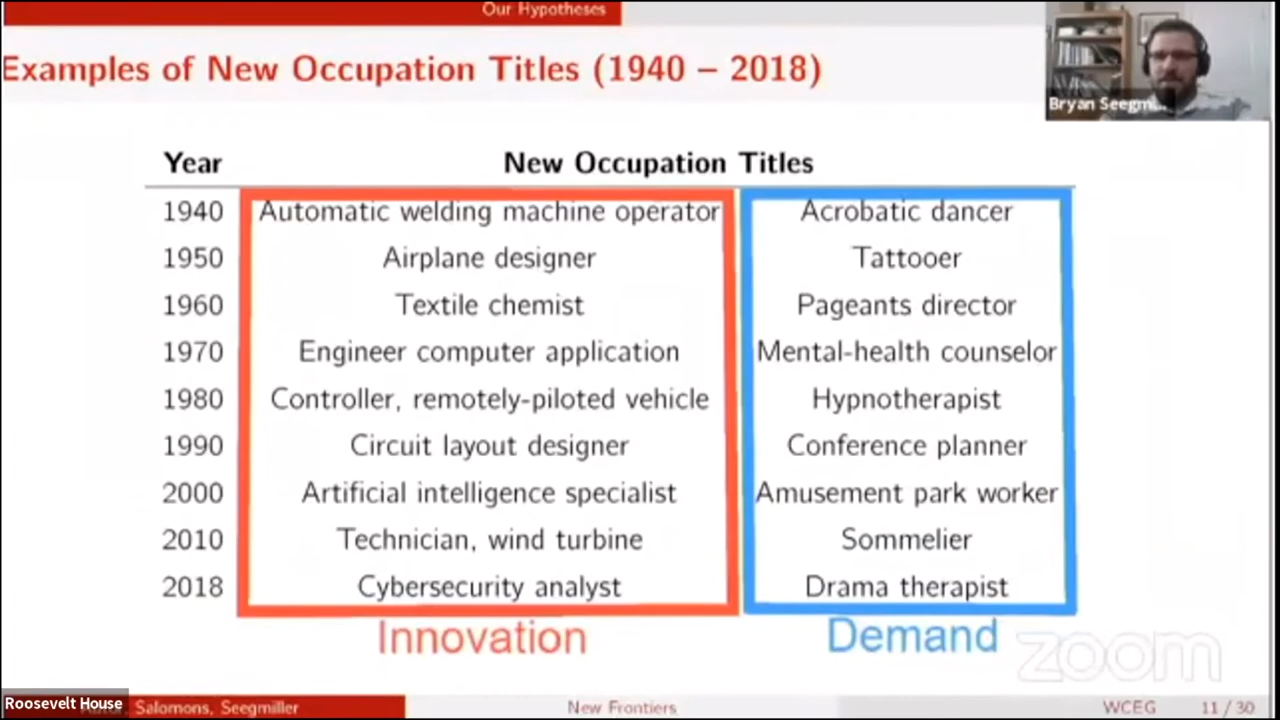 Our Hypotheses
Examples of New Occupation Titles (1940 – 2018)
Bryan Seegm...
Year New Occupation Titles
1940 Automatic welding machine operator Acrobatic dancer
1950 Airplane designer Tattooer
1960 Textile chemist Pageants director
1970 Engineer computer application Mental-health counselor
1980 Controller, remotely-piloted vehicle Hypnotherapist
1990 Circuit layout designer Conference planner
2000 Artificial intelligence specialist Amusement park worker
2010 Technician, wind turbine Sommelier
2018 Cybersecurity analyst Drama therapist
Innovation Demand
zoom
Roosevelt House
Salomons, Seegmiller New Frontiers WCEG 11 / 30